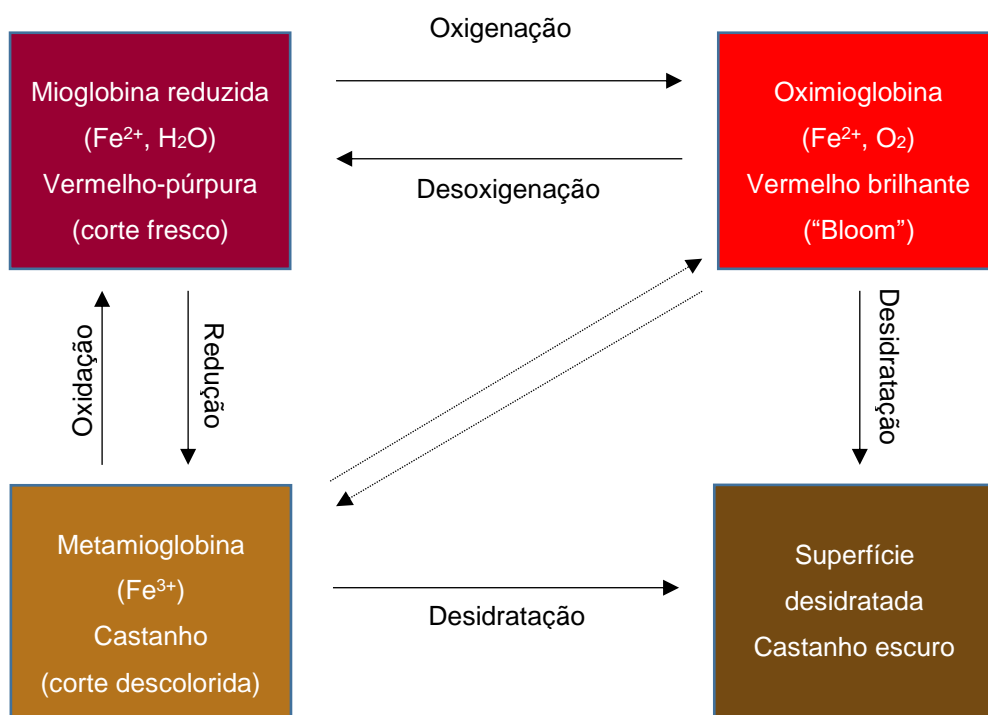 Oxigenação
Mioglobina reduzida
(Fe²⁺, H₂O)
Vermelho-púrpura
(corte fresco)
Oximioglobina
(Fe²⁺, O₂)
Vermelho brilhante
(“Bloom”)
Desoxigenação
Oxidação
Redução
Desidratação
Metamioglobina
(Fe³⁺)
Castanho
(corte descolorida)
Desidratação
Superfície
desidratada
Castanho escuro